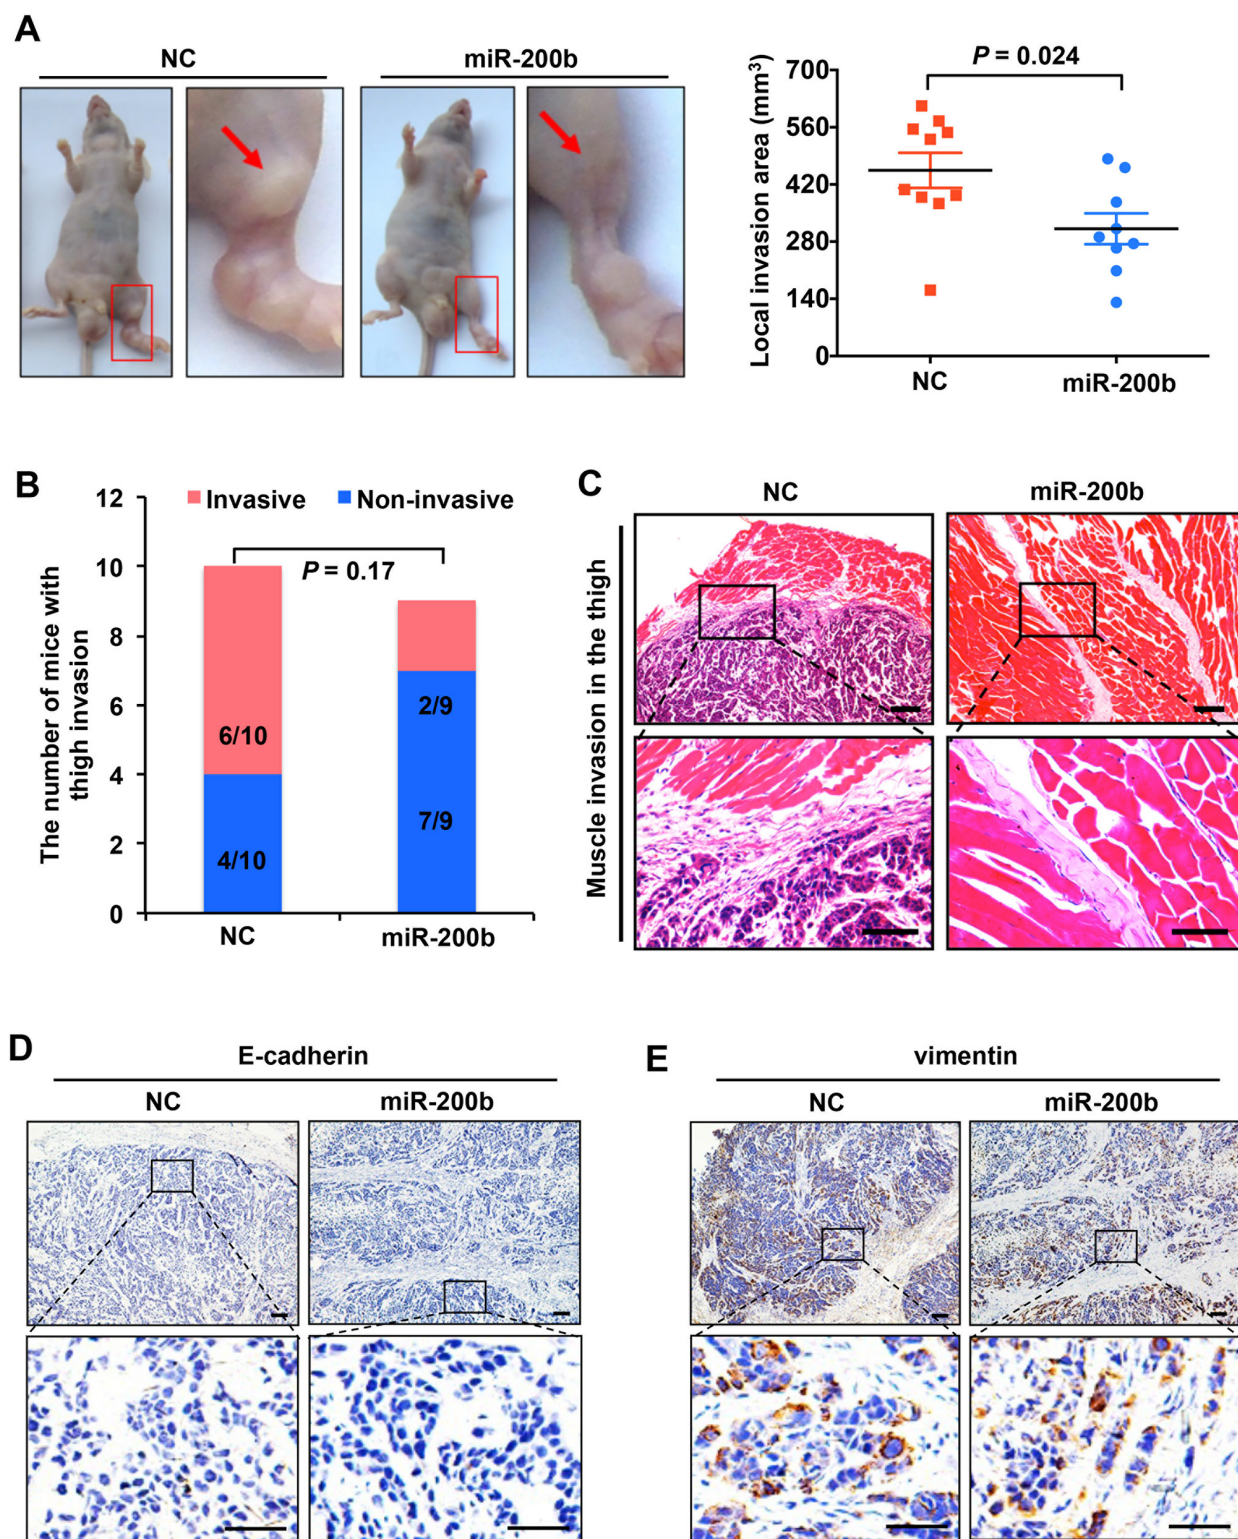 A
NC
miR-200b
P = 0.024
Local invasion area (mm³)
700
560
420
280
140
0
NC
miR-200b
B
Invasive
Non-invasive
P = 0.17
The number of mice with
thigh invasion
12
10
8
6
4
2
0
6/10
4/10
2/9
7/9
NC
miR-200b
C
NC
miR-200b
Muscle invasion in the thigh
D
E-cadherin
NC
miR-200b
E
vimentin
NC
miR-200b